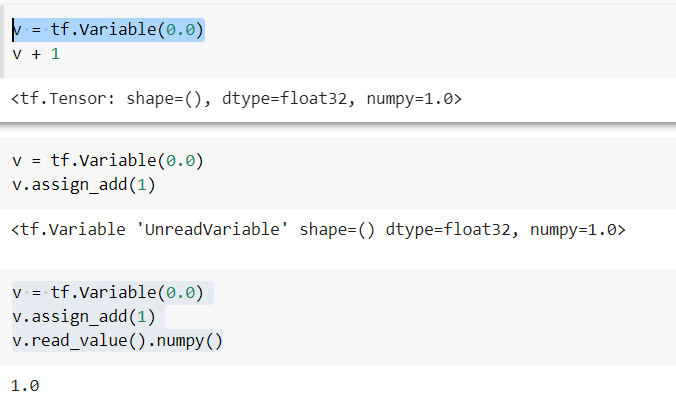 v = tf.Variable(0.0)
v + 1
<tf.Tensor: shape=(), dtype=float32, numpy=1.0>
v = tf.Variable(0.0)
v.assign_add(1)
<tf.Variable 'UnreadVariable' shape=() dtype=float32, numpy=1.0>
v = tf.Variable(0.0)
v.assign_add(1)
v.read_value().numpy()
1.0